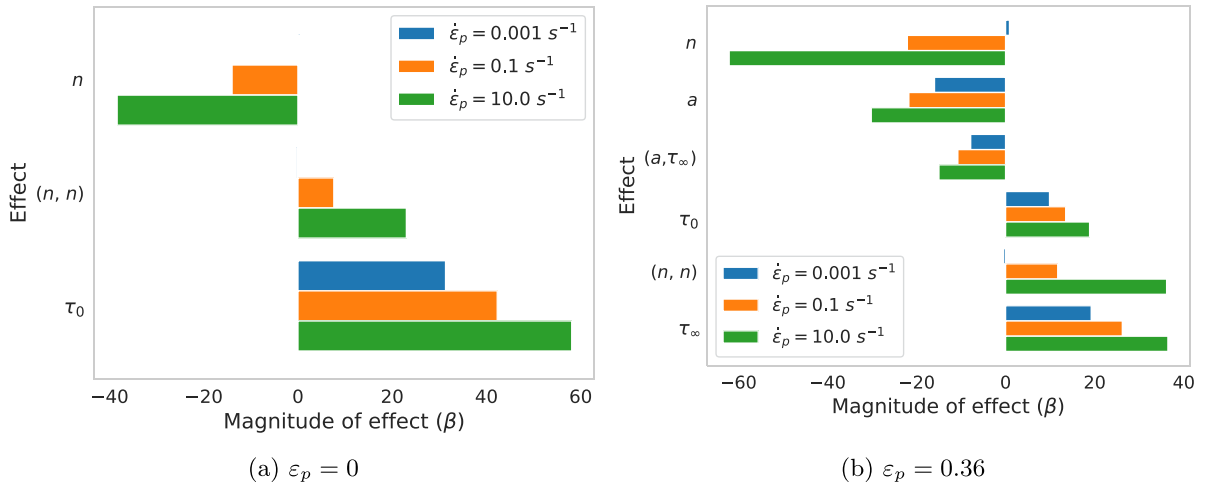 ε̇ₚ = 0.001 s⁻¹
ε̇ₚ = 0.1 s⁻¹
ε̇ₚ = 10.0 s⁻¹
Effect
n
(n, n)
τ₀
−40 −20 0 20 40 60
Magnitude of effect (β)
(a) εₚ = 0
Effect
n
a
(a,τ∞)
τ₀
(n, n)
τ∞
ε̇ₚ = 0.001 s⁻¹
ε̇ₚ = 0.1 s⁻¹
ε̇ₚ = 10.0 s⁻¹
−60 −40 −20 0 20 40
Magnitude of effect (β)
(b) εₚ = 0.36